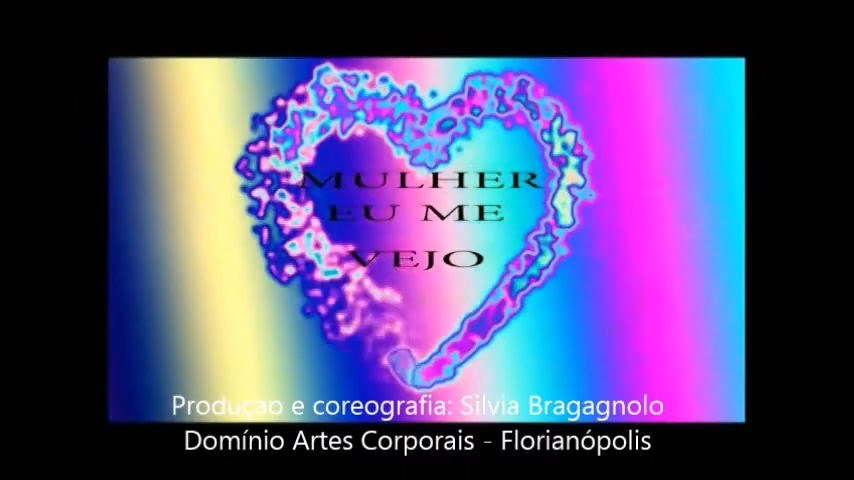 MULHER
EU ME
VEJO
Produçao e coreografia: Silvia Bragagnolo
Domínio Artes Corporais - Florianópolis